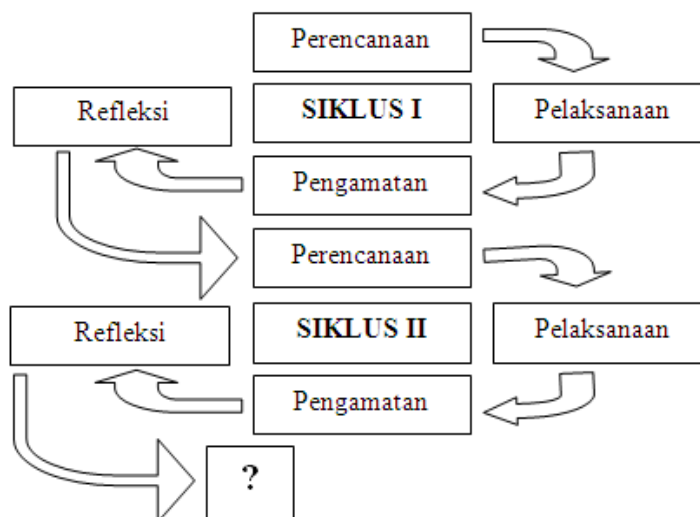 Perencanaan
Refleksi
SIKLUS I
Pelaksanaan
Pengamatan
Perencanaan
Refleksi
SIKLUS II
Pelaksanaan
Pengamatan
?